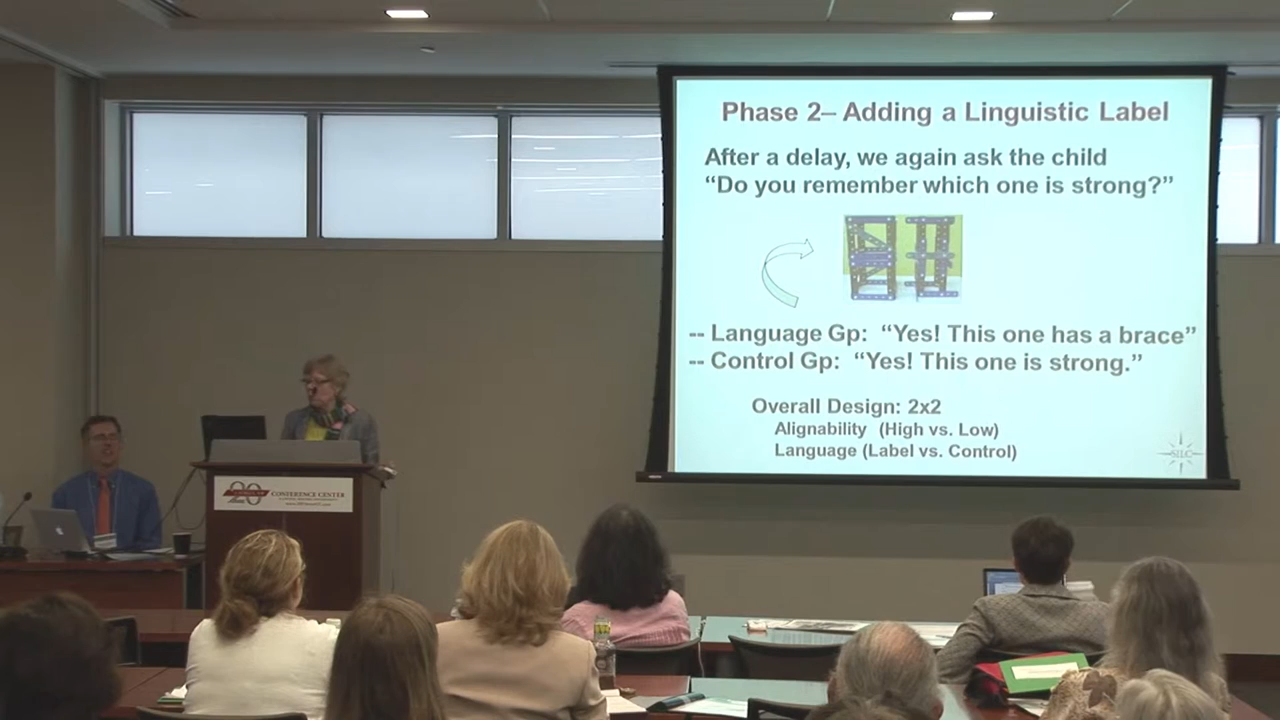 Phase 2– Adding a Linguistic Label
After a delay, we again ask the child
“Do you remember which one is strong?”
-- Language Gp: “Yes! This one has a brace”
-- Control Gp: “Yes! This one is strong.”
Overall Design: 2x2
Alignability (High vs. Low)
Language (Label vs. Control)
SILC
20
CONFERENCE CENTER